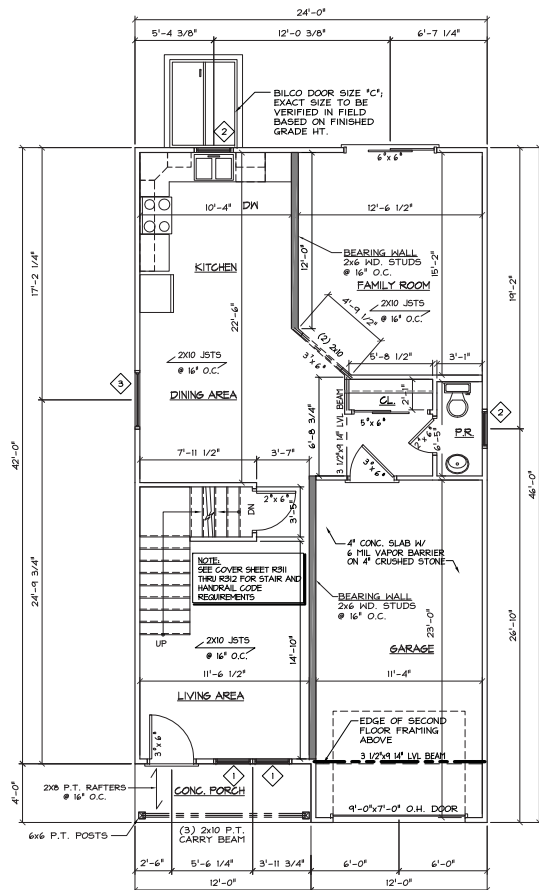 24'-0"
5'-4 3/8"
12'-0 3/8"
6'-7 1/4"
BILCO DOOR SIZE "C";
EXACT SIZE TO BE
VERIFIED IN FIELD
BASED ON FINISHED
GRADE HT.
2
6°x6⁸
10'-4"
DW
12'-6 1/2"
17'-2 1/4"
19'-2"
KITCHEN
22'-6"
12'-0"
BEARING WALL
2x6 WD. STUDS
@ 16" O.C.
FAMILY ROOM
15'-2"
2X10 JSTS
@ 16" O.C.
4'-9 1/2"
(2) 2x10
2X10 JSTS
@ 16" O.C.
5'-8 1/2"
3'-1"
3
DINING AREA
CL.
2'-1"
2
6'-8 3/4"
3 1/2"x9 14" LVL BEAM
6'-5"
P.R.
42'-0"
46'-0"
7'-11 1/2"
3'-7"
DN
3'-5"
4" CONC. SLAB W/
6 MIL VAPOR BARRIER
ON 4" CRUSHED STONE
NOTE:
SEE COVER SHEET R311
THRU R312 FOR STAIR AND
HANDRAIL CODE
REQUIREMENTS
24'-9 3/4"
26'-10"
BEARING WALL
2x6 WD. STUDS
@ 16" O.C.
23'-0"
UP
2X10 JSTS
@ 16" O.C.
14'-10"
GARAGE
11'-6 1/2"
11'-4"
LIVING AREA
EDGE OF SECOND
FLOOR FRAMING
ABOVE
3 1/2"x9 14" LVL BEAM
1
1
4'-0"
2X8 P.T. RAFTERS
@ 16" O.C.
CONC. PORCH
9'-0"x7'-0" O.H. DOOR
6x6 P.T. POSTS
(3) 2x10 P.T.
CARRY BEAM
2'-6"
5'-6 1/4"
3'-11 3/4"
6'-0"
6'-0"
12'-0"
12'-0"